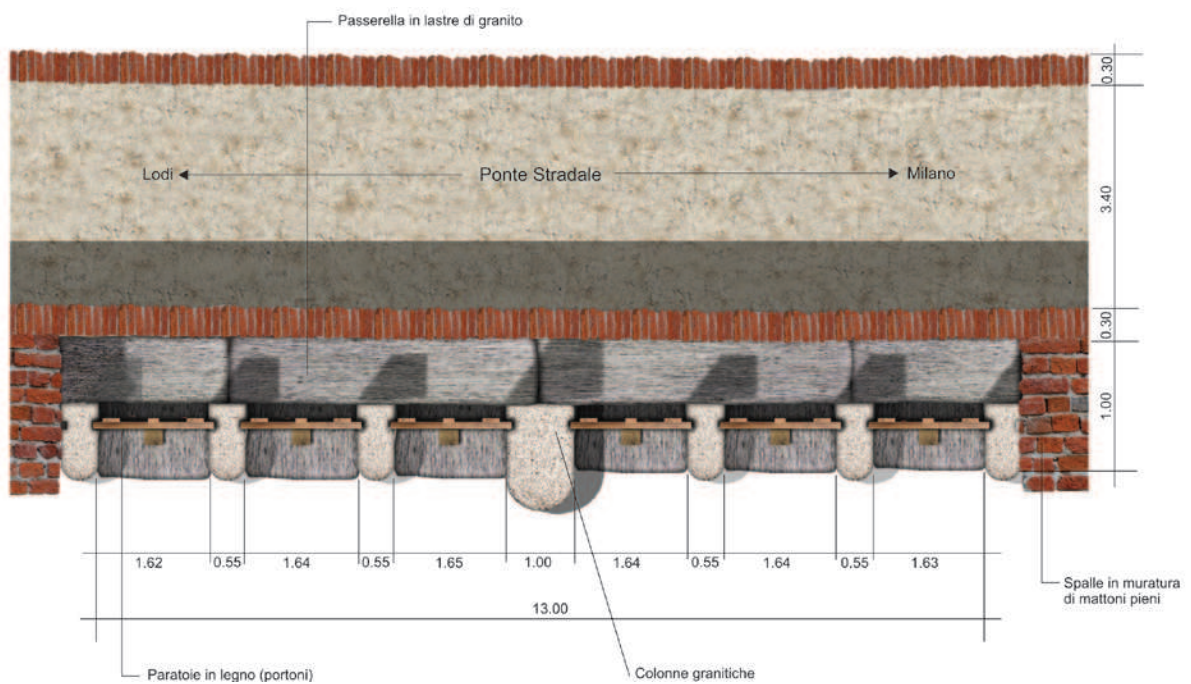 Passerella in lastre di granito
0.30
Lodi
Ponte Stradale
Milano
3.40
0.30
1.00
1.62
0.55
1.64
0.55
1.65
1.00
1.64
0.55
1.64
0.55
1.63
13.00
Spalle in muratura
di mattoni pieni
Paratoie in legno (portoni)
Colonne granitiche